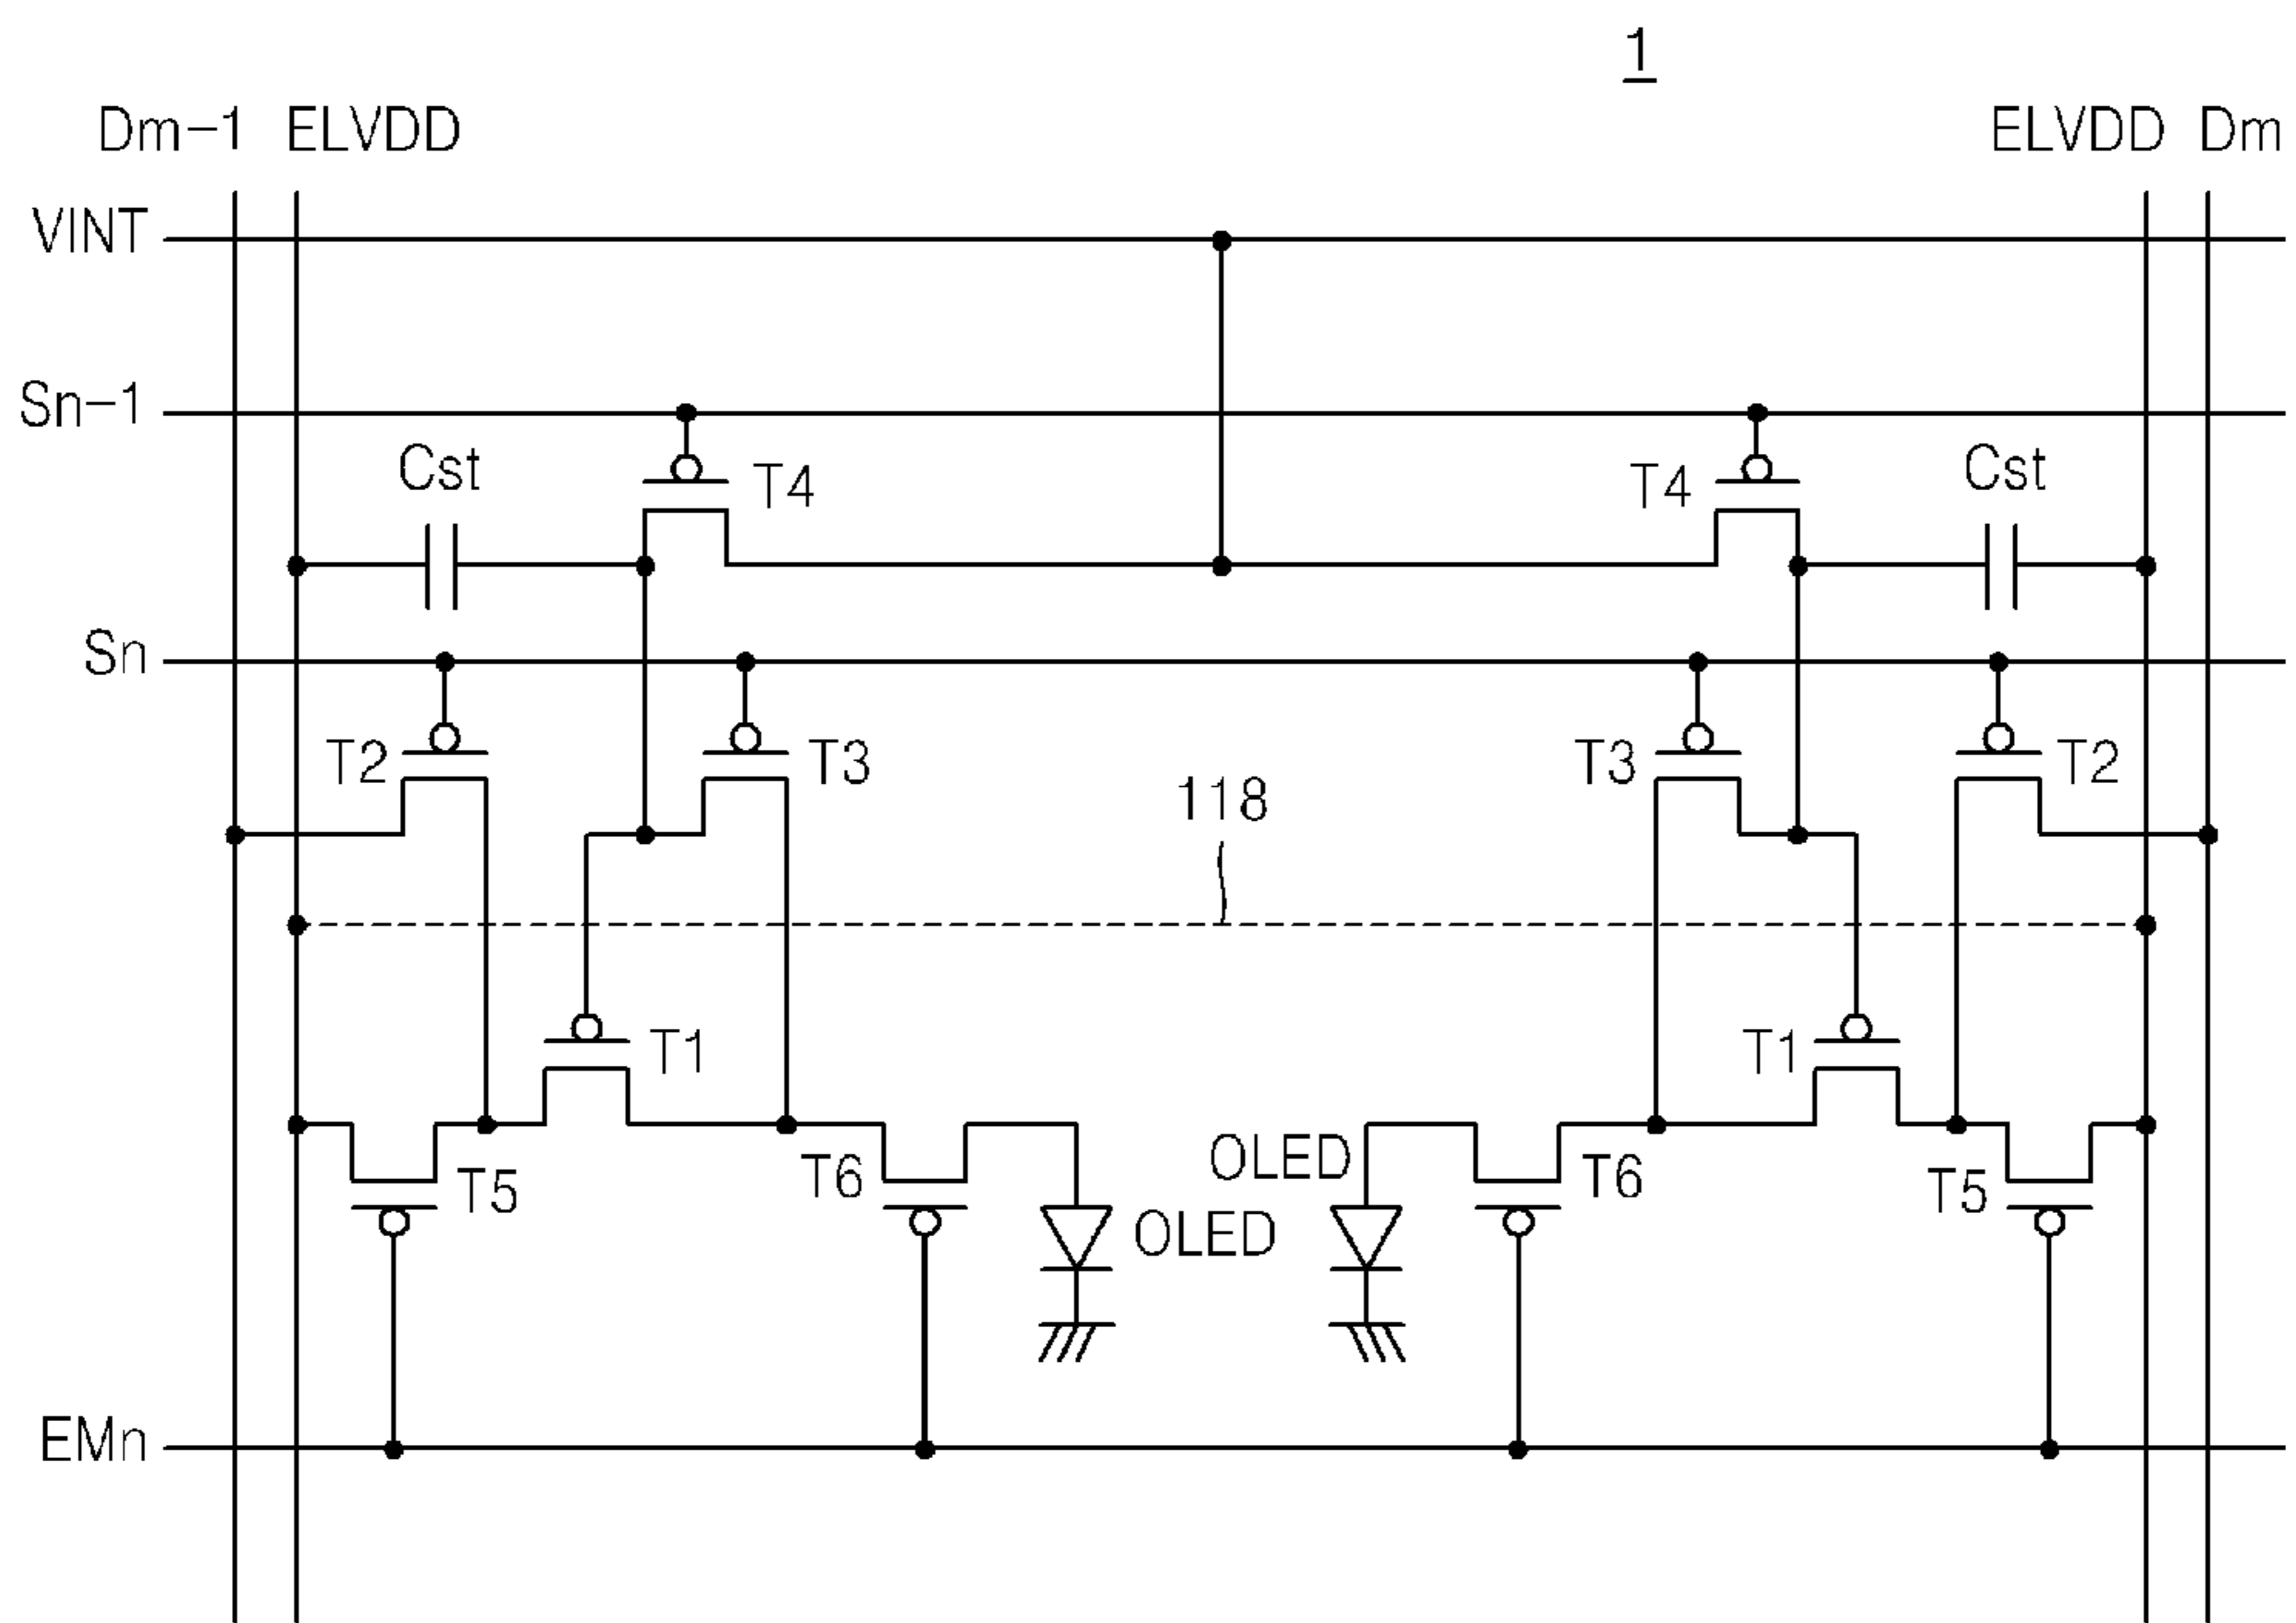 1
Dm-1 ELVDD ELVDD Dm
VINT
Sn-1
Cst T4 T4 Cst
Sn
T2 T3 T3 T2
118
T1 T1
T5 T6 OLED T6 T5
OLED
EMn